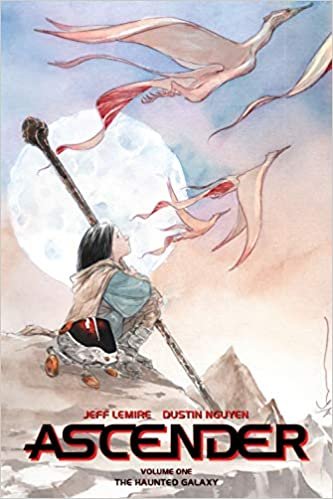 JEFF LEMIRE DUSTIN NGUYEN
ASCENDER
VOLUME ONE
THE HAUNTED GALAXY